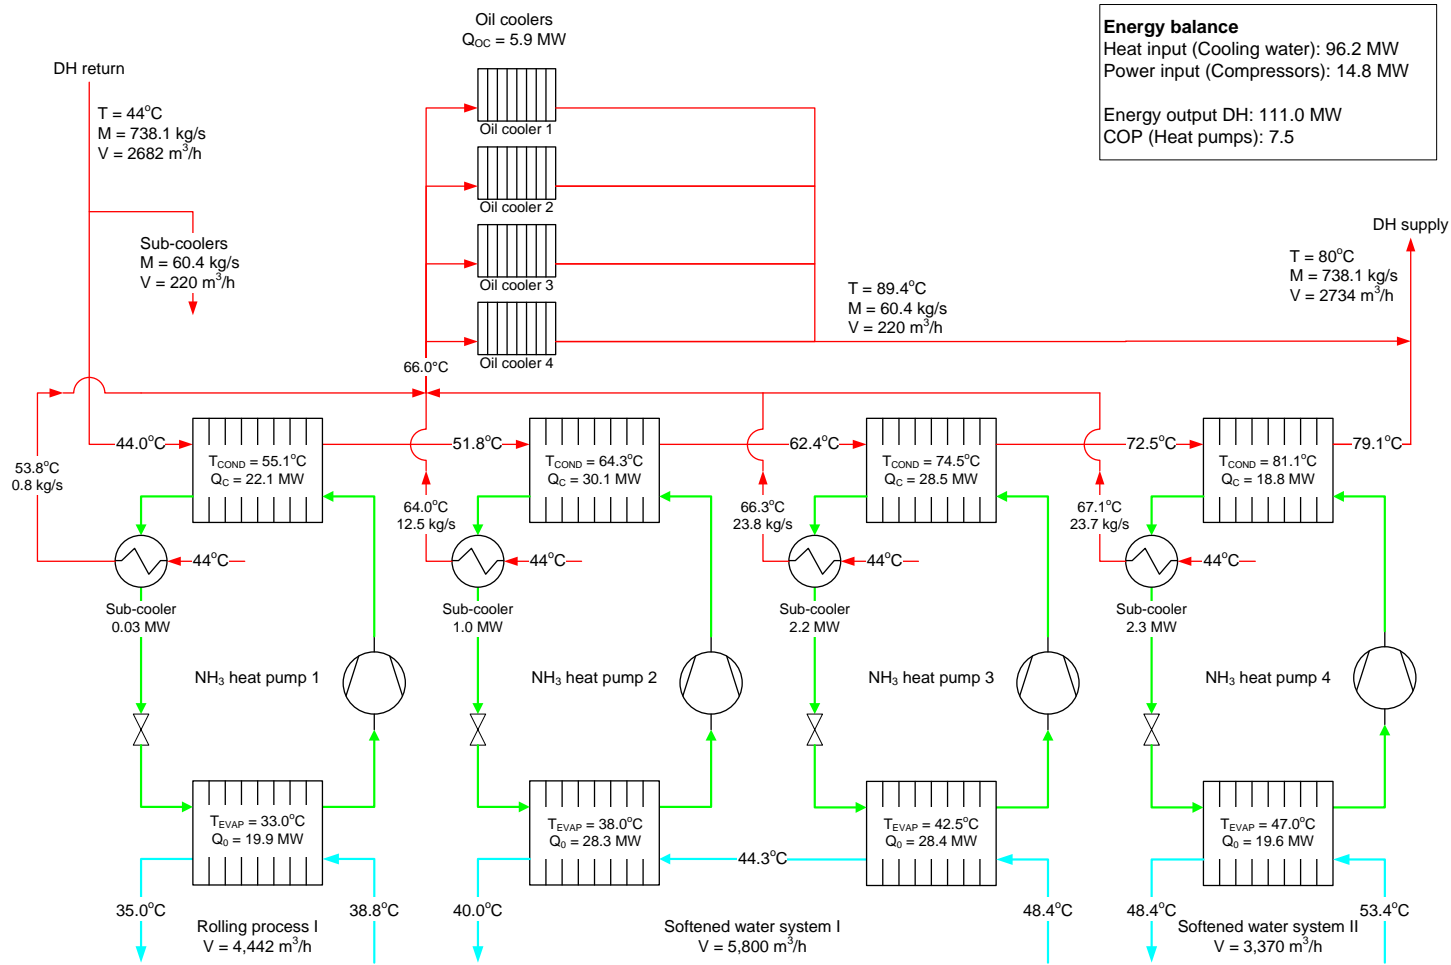 Oil coolers
Q_OC = 5.9 MW
Energy balance
Heat input (Cooling water): 96.2 MW
Power input (Compressors): 14.8 MW
Energy output DH: 111.0 MW
COP (Heat pumps): 7.5
DH return
T = 44°C
M = 738.1 kg/s
V = 2682 m³/h
Oil cooler 1
Oil cooler 2
Oil cooler 3
Oil cooler 4
Sub-coolers
M = 60.4 kg/s
V = 220 m³/h
DH supply
T = 80°C
M = 738.1 kg/s
V = 2734 m³/h
T = 89.4°C
M = 60.4 kg/s
V = 220 m³/h
66.0°C
44.0°C
T_COND = 55.1°C
Q_C = 22.1 MW
51.8°C
T_COND = 64.3°C
Q_C = 30.1 MW
62.4°C
T_COND = 74.5°C
Q_C = 28.5 MW
72.5°C
T_COND = 81.1°C
Q_C = 18.8 MW
79.1°C
53.8°C
0.8 kg/s
64.0°C
12.5 kg/s
66.3°C
23.8 kg/s
67.1°C
23.7 kg/s
44°C
44°C
44°C
44°C
Sub-cooler
0.03 MW
Sub-cooler
1.0 MW
Sub-cooler
2.2 MW
Sub-cooler
2.3 MW
NH₃ heat pump 1
NH₃ heat pump 2
NH₃ heat pump 3
NH₃ heat pump 4
T_EVAP = 33.0°C
Q₀ = 19.9 MW
T_EVAP = 38.0°C
Q₀ = 28.3 MW
T_EVAP = 42.5°C
Q₀ = 28.4 MW
T_EVAP = 47.0°C
Q₀ = 19.6 MW
44.3°C
35.0°C
38.8°C
40.0°C
48.4°C
48.4°C
53.4°C
Rolling process I
V = 4,442 m³/h
Softened water system I
V = 5,800 m³/h
Softened water system II
V = 3,370 m³/h